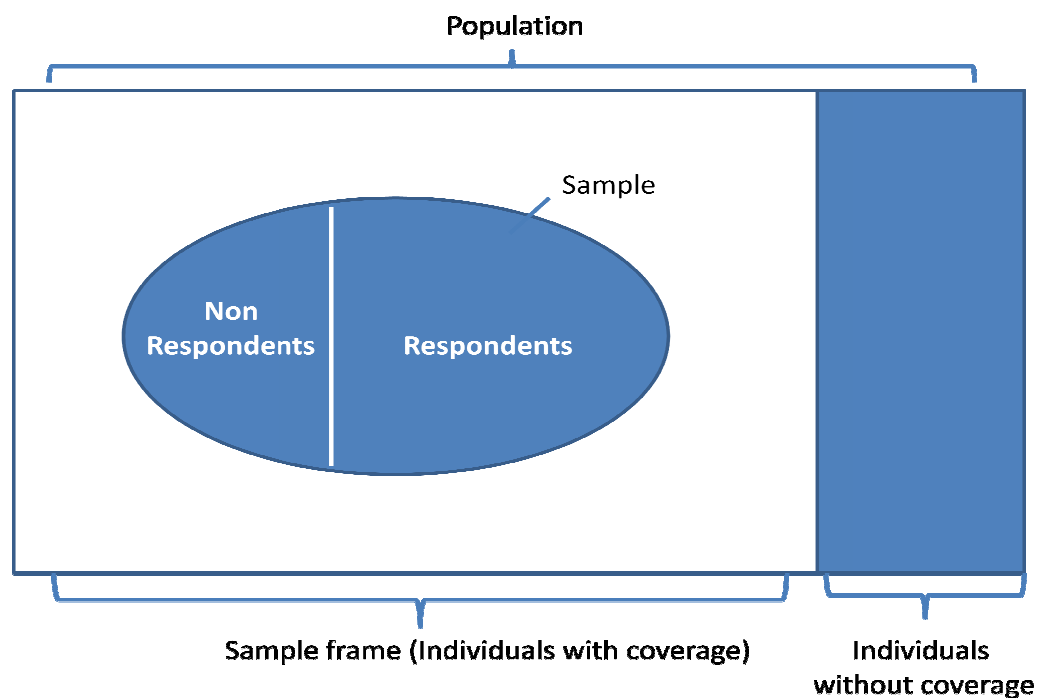 Population
Sample
Non
Respondents
Respondents
Sample frame (Individuals with coverage)
Individuals
without coverage